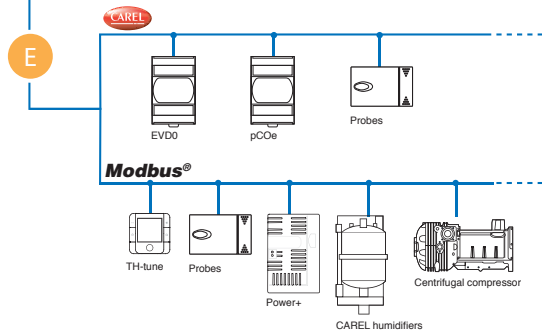 CAREL
E
EVD0
pCOe
Probes
Modbus®
TH-tune
Probes
Power+
Centrifugal compressor
CAREL humidifiers